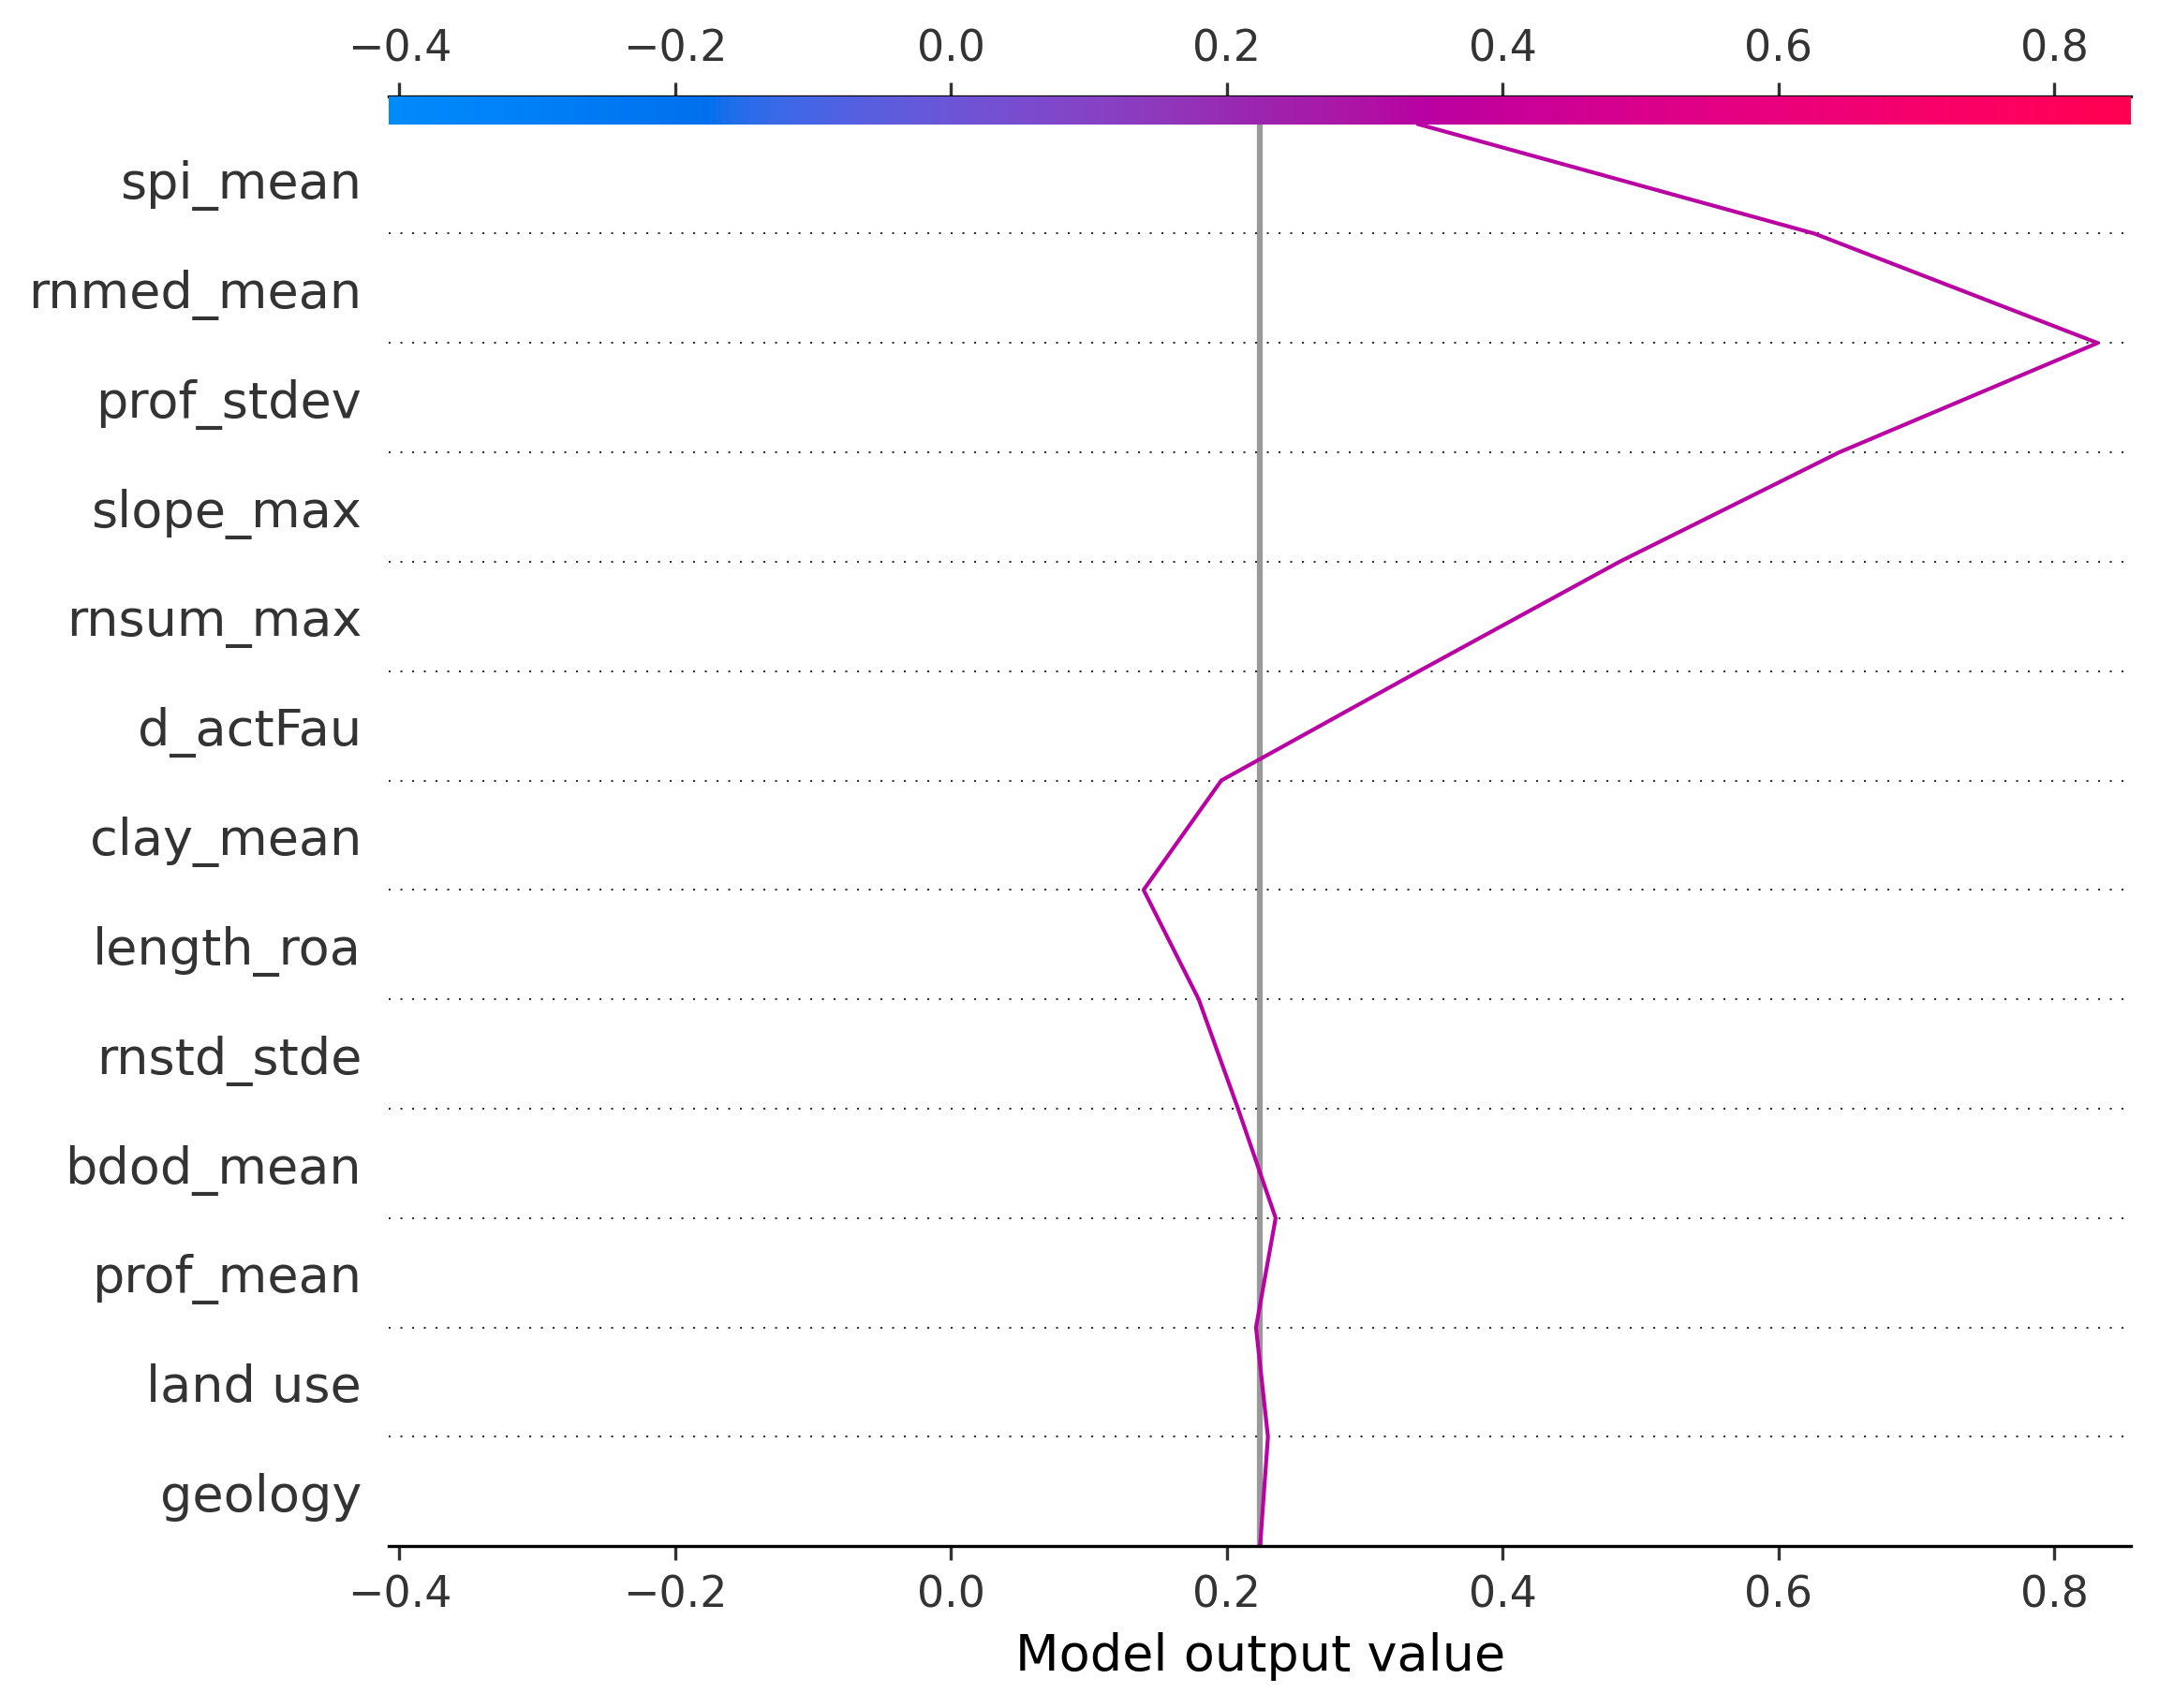 −0.4 −0.2 0.0 0.2 0.4 0.6 0.8
spi_mean
rnmed_mean
prof_stdev
slope_max
rnsum_max
d_actFau
clay_mean
length_roa
rnstd_stde
bdod_mean
prof_mean
land use
geology
−0.4 −0.2 0.0 0.2 0.4 0.6 0.8
Model output value